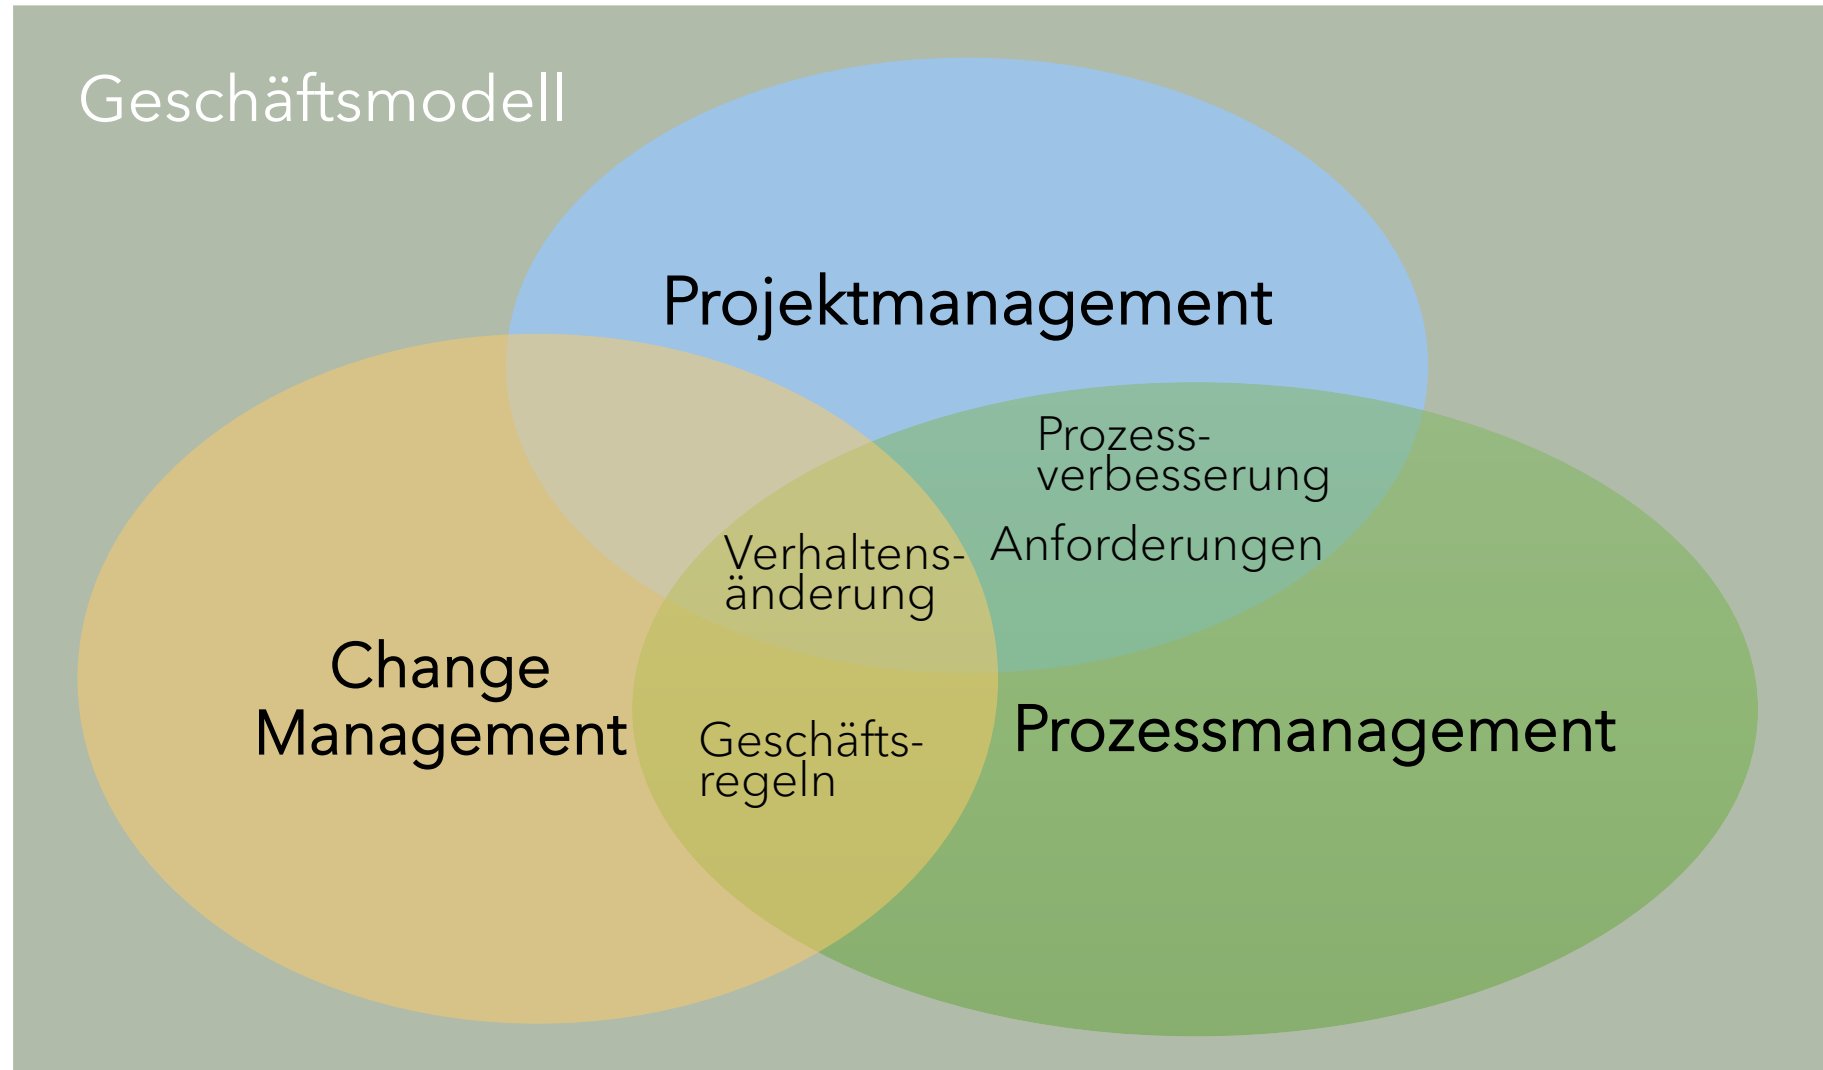 Geschäftsmodell
Projektmanagement
Prozess-
verbesserung
Anforderungen
Verhaltens-
änderung
Change
Management
Geschäfts-
regeln
Prozessmanagement